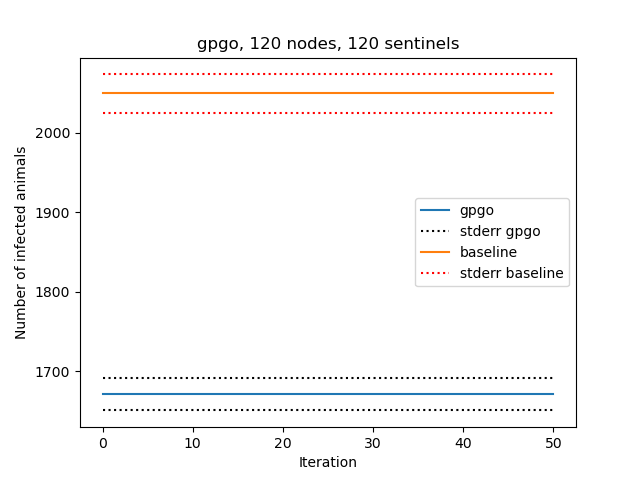 gpgo, 120 nodes, 120 sentinels
Number of infected animals
2000
1900
1800
1700
gpgo
stderr gpgo
baseline
stderr baseline
0 10 20 30 40 50
Iteration